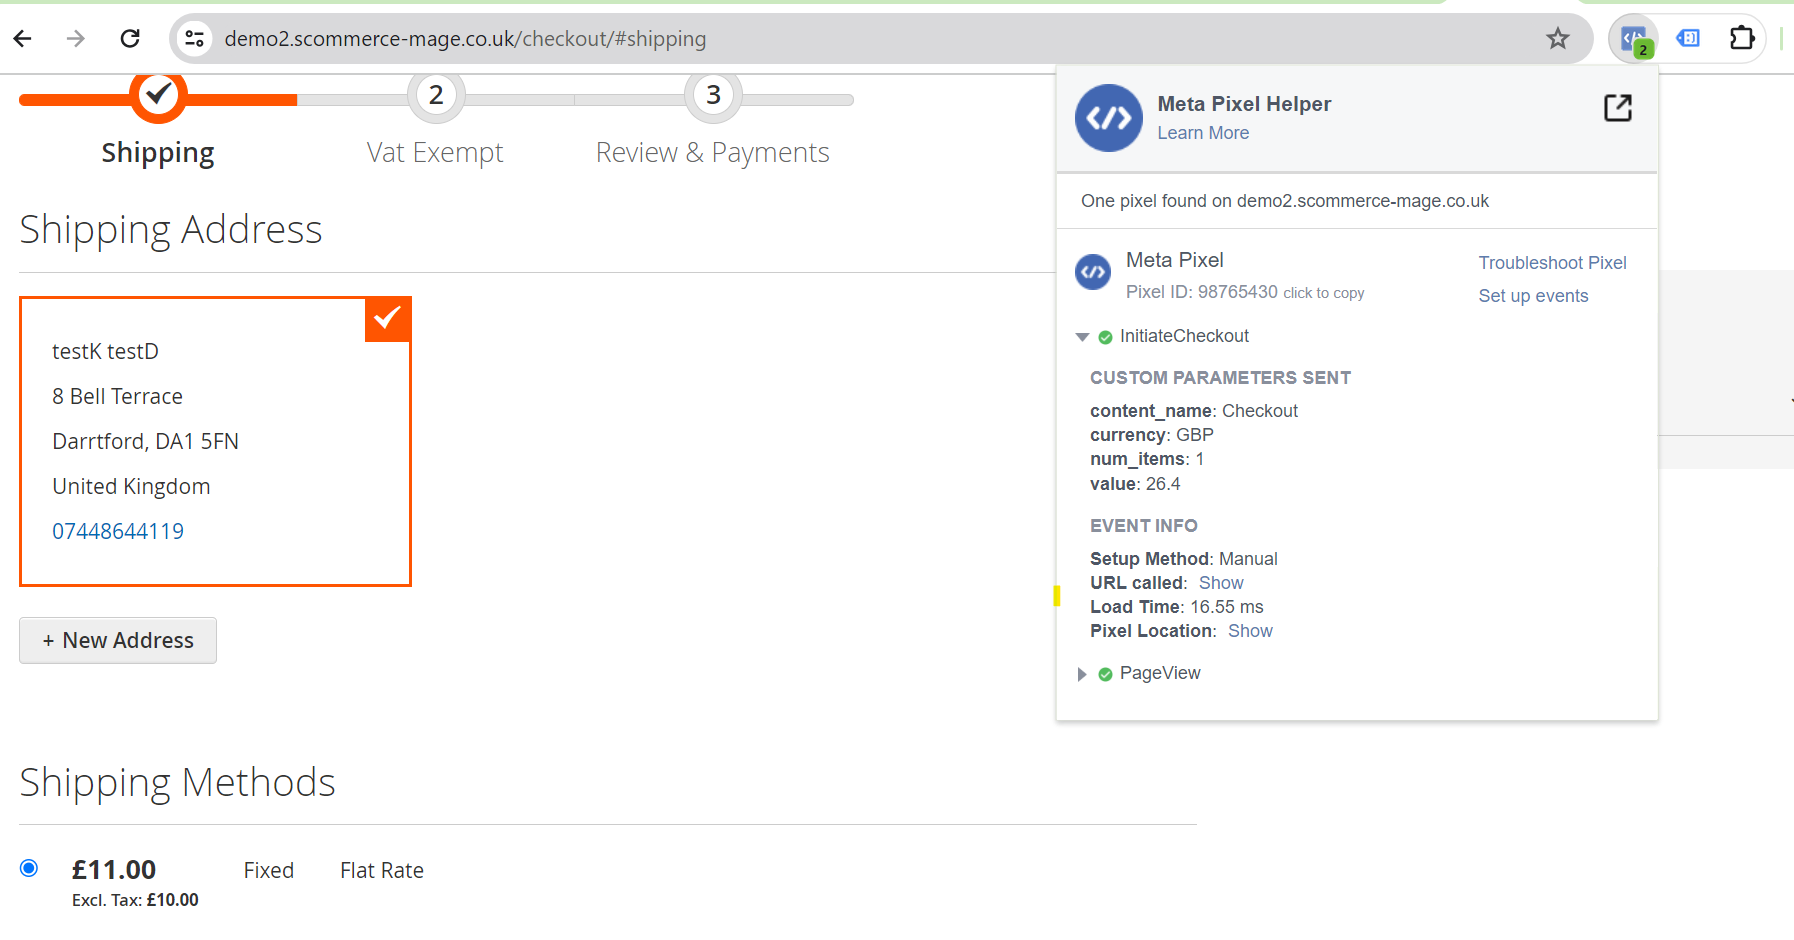 demo2.scommerce-mage.co.uk/checkout/#shipping
2
2
3
Shipping
Vat Exempt
Review & Payments
Shipping Address
testK testD
8 Bell Terrace
Darrtford, DA1 5FN
United Kingdom
07448644119
+ New Address
Shipping Methods
£11.00 Fixed Flat Rate
Excl. Tax: £10.00
Meta Pixel Helper
Learn More
One pixel found on demo2.scommerce-mage.co.uk
Meta Pixel
Troubleshoot Pixel
Pixel ID: 98765430 click to copy
Set up events
InitiateCheckout
CUSTOM PARAMETERS SENT
content_name: Checkout
currency: GBP
num_items: 1
value: 26.4
EVENT INFO
Setup Method: Manual
URL called: Show
Load Time: 16.55 ms
Pixel Location: Show
PageView